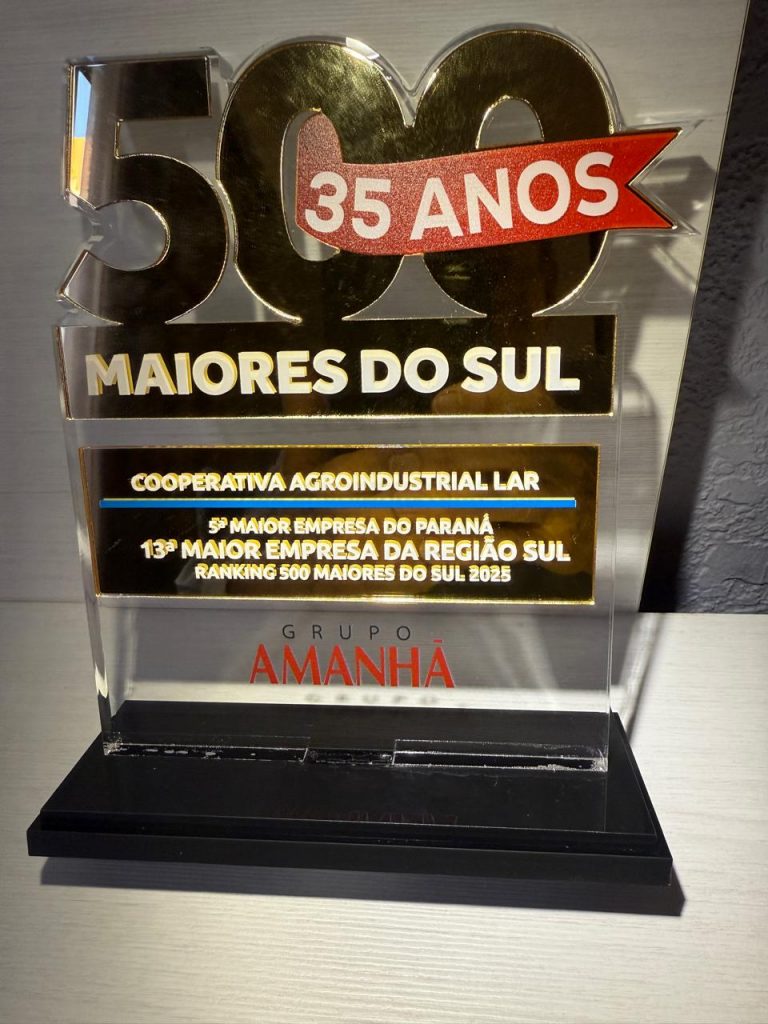 500
35 ANOS
MAIORES DO SUL
COOPERATIVA AGROINDUSTRIAL LAR
5ª MAIOR EMPRESA DO PARANÁ
13ª MAIOR EMPRESA DA REGIÃO SUL
RANKING 500 MAIORES DO SUL 2025
GRUPO
AMANHÃ